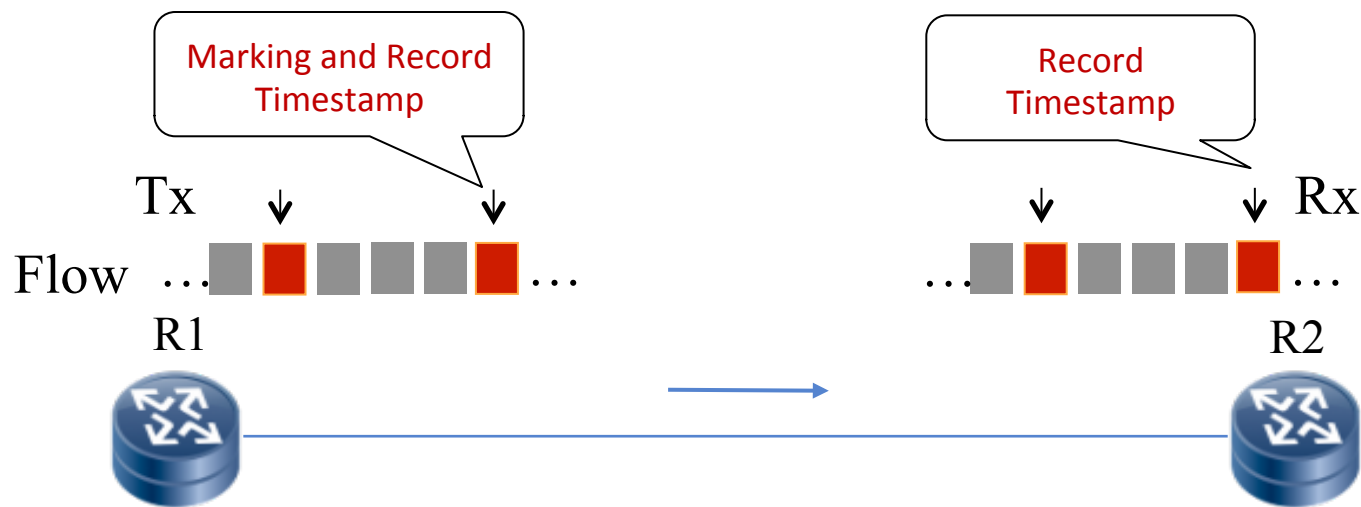 Marking and Record
Timestamp
Record
Timestamp
Tx
Rx
Flow ... ...
... ...
R1
R2